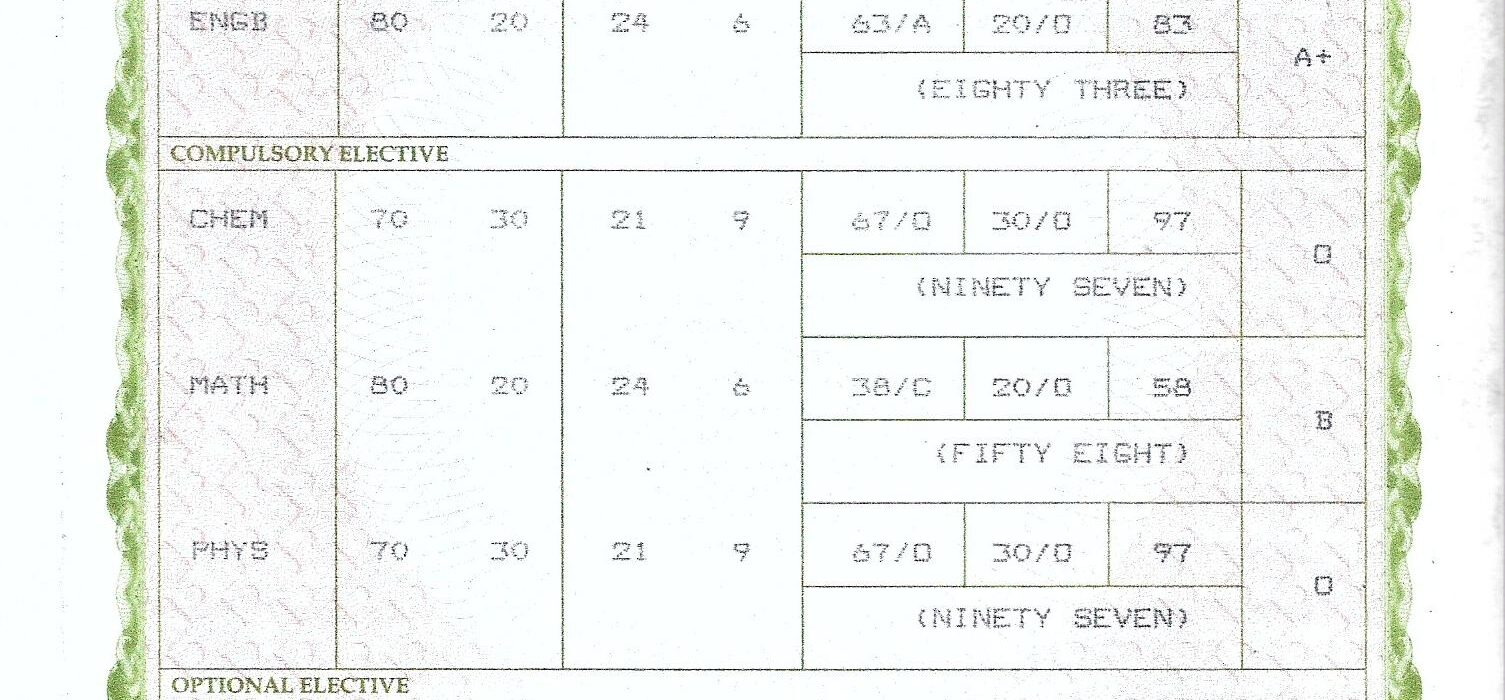 ENGB 80 20 24 6 63/A 20/O 83
A+
(EIGHTY THREE)
COMPULSORY ELECTIVE
CHEM 70 30 21 9 67/O 30/O 97
O
(NINETY SEVEN)
MATH 80 20 24 6 38/C 20/O 58
B
(FIFTY EIGHT)
PHYS 70 30 21 9 67/O 30/O 97
O
(NINETY SEVEN)
OPTIONAL ELECTIVE